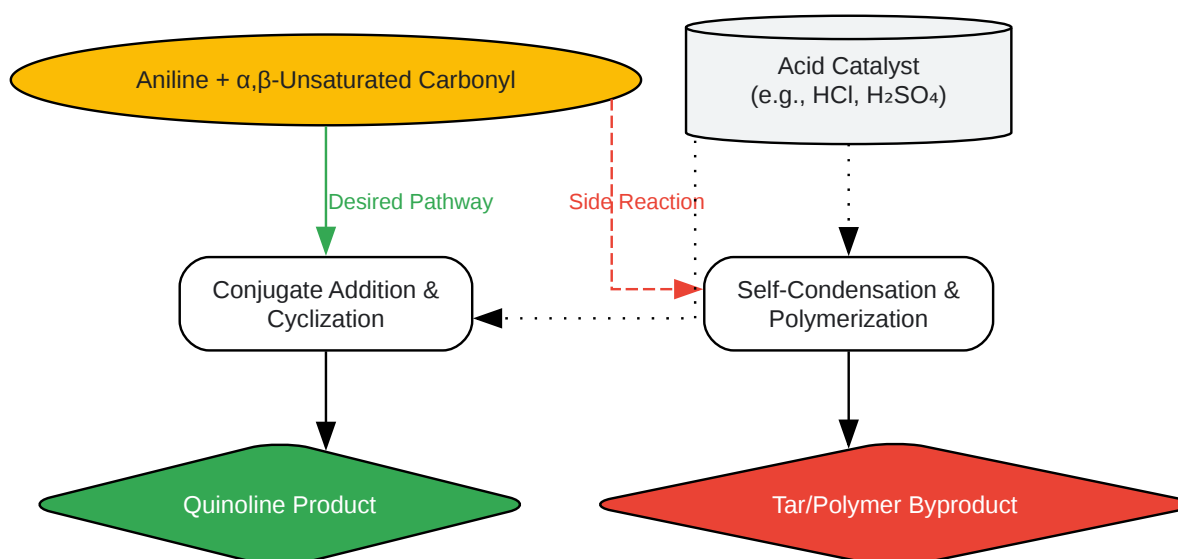 Aniline + α,β-Unsaturated Carbonyl
Acid Catalyst
(e.g., HCl, H₂SO₄)
Desired Pathway
Side Reaction
Conjugate Addition &
Cyclization
Self-Condensation &
Polymerization
Quinoline Product
Tar/Polymer Byproduct